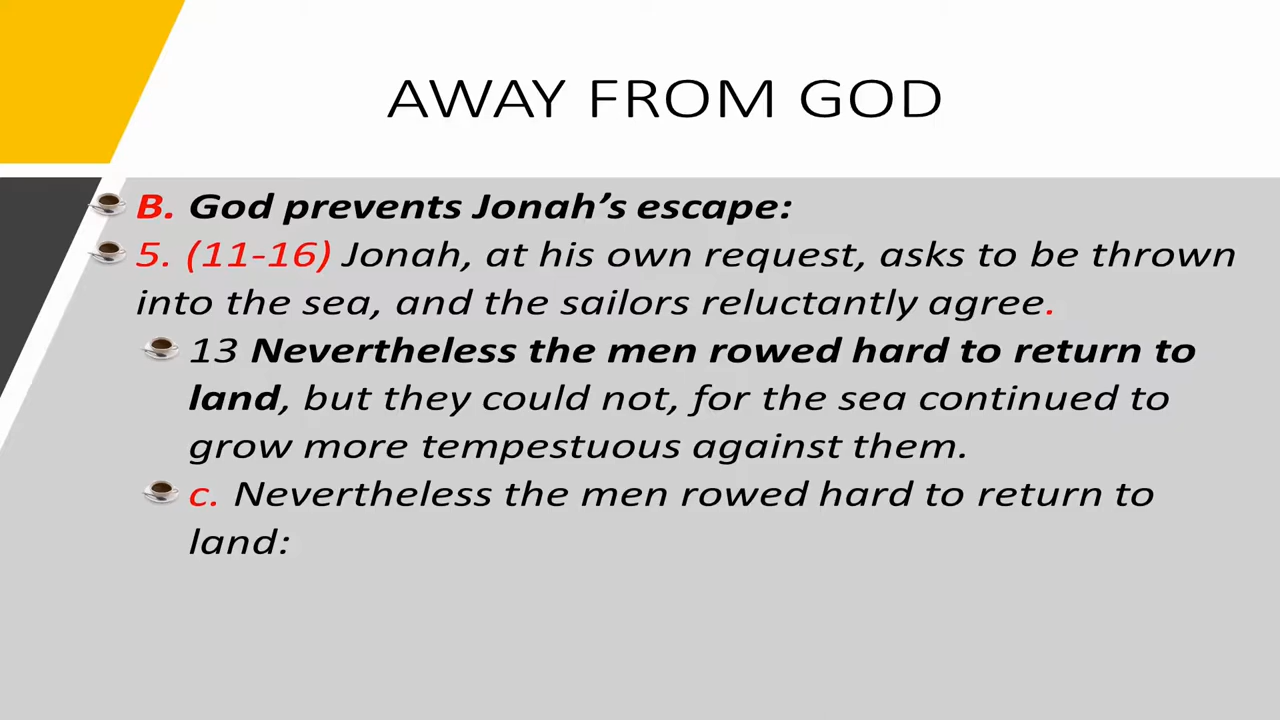 AWAY FROM GOD
B. God prevents Jonah’s escape:
5. (11-16) Jonah, at his own request, asks to be thrown
into the sea, and the sailors reluctantly agree.
13 Nevertheless the men rowed hard to return to
land, but they could not, for the sea continued to
grow more tempestuous against them.
c. Nevertheless the men rowed hard to return to
land: